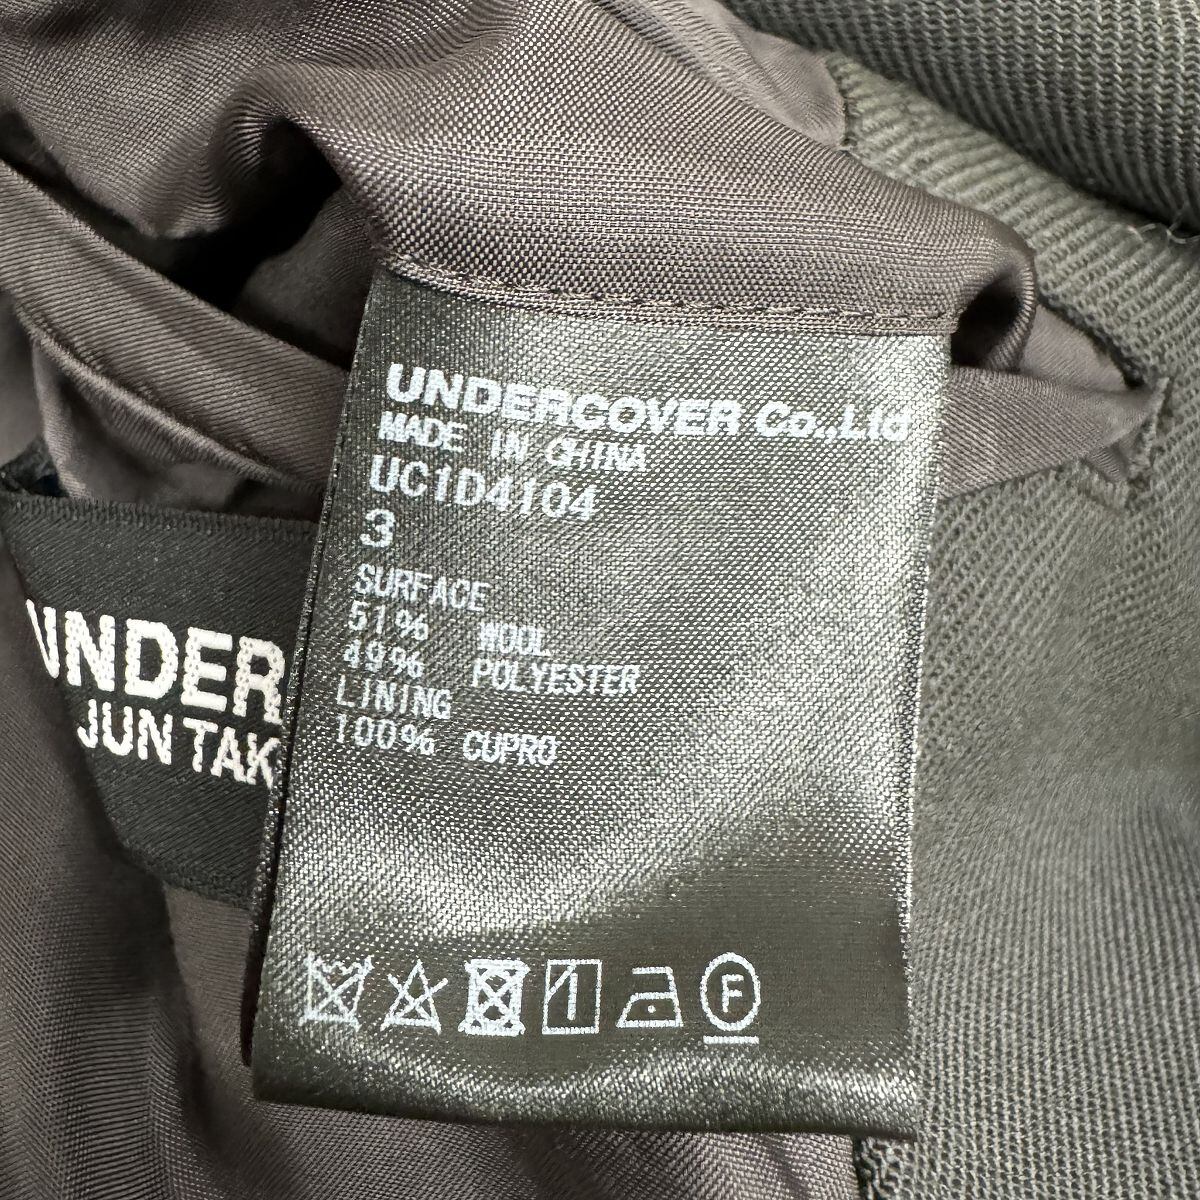 UNDERCOVER Co.,Ltd
MADE IN CHINA
UC1D4104
3
SURFACE
51% WOOL
49% POLYESTER
LINING
100% CUPRO
F
UNDER
JUN TAK